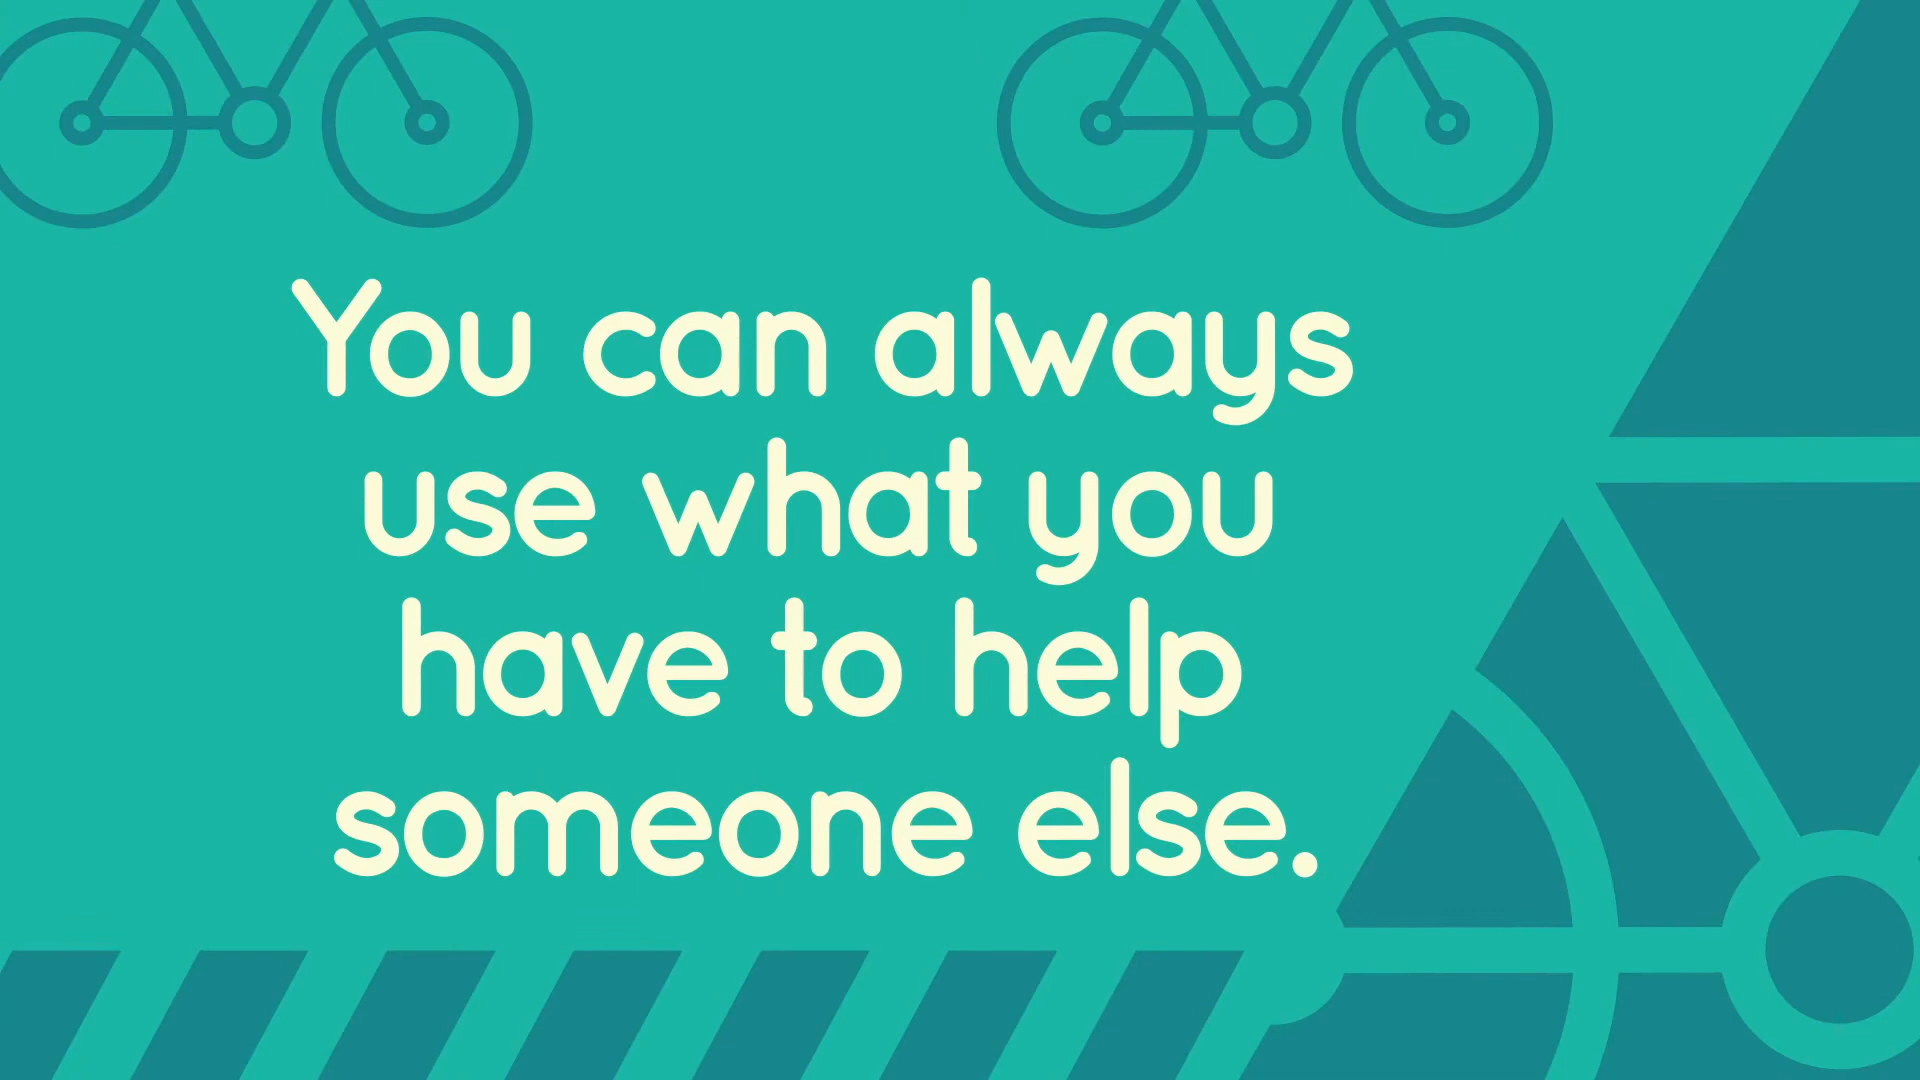 You can always
use what you
have to help
someone else.